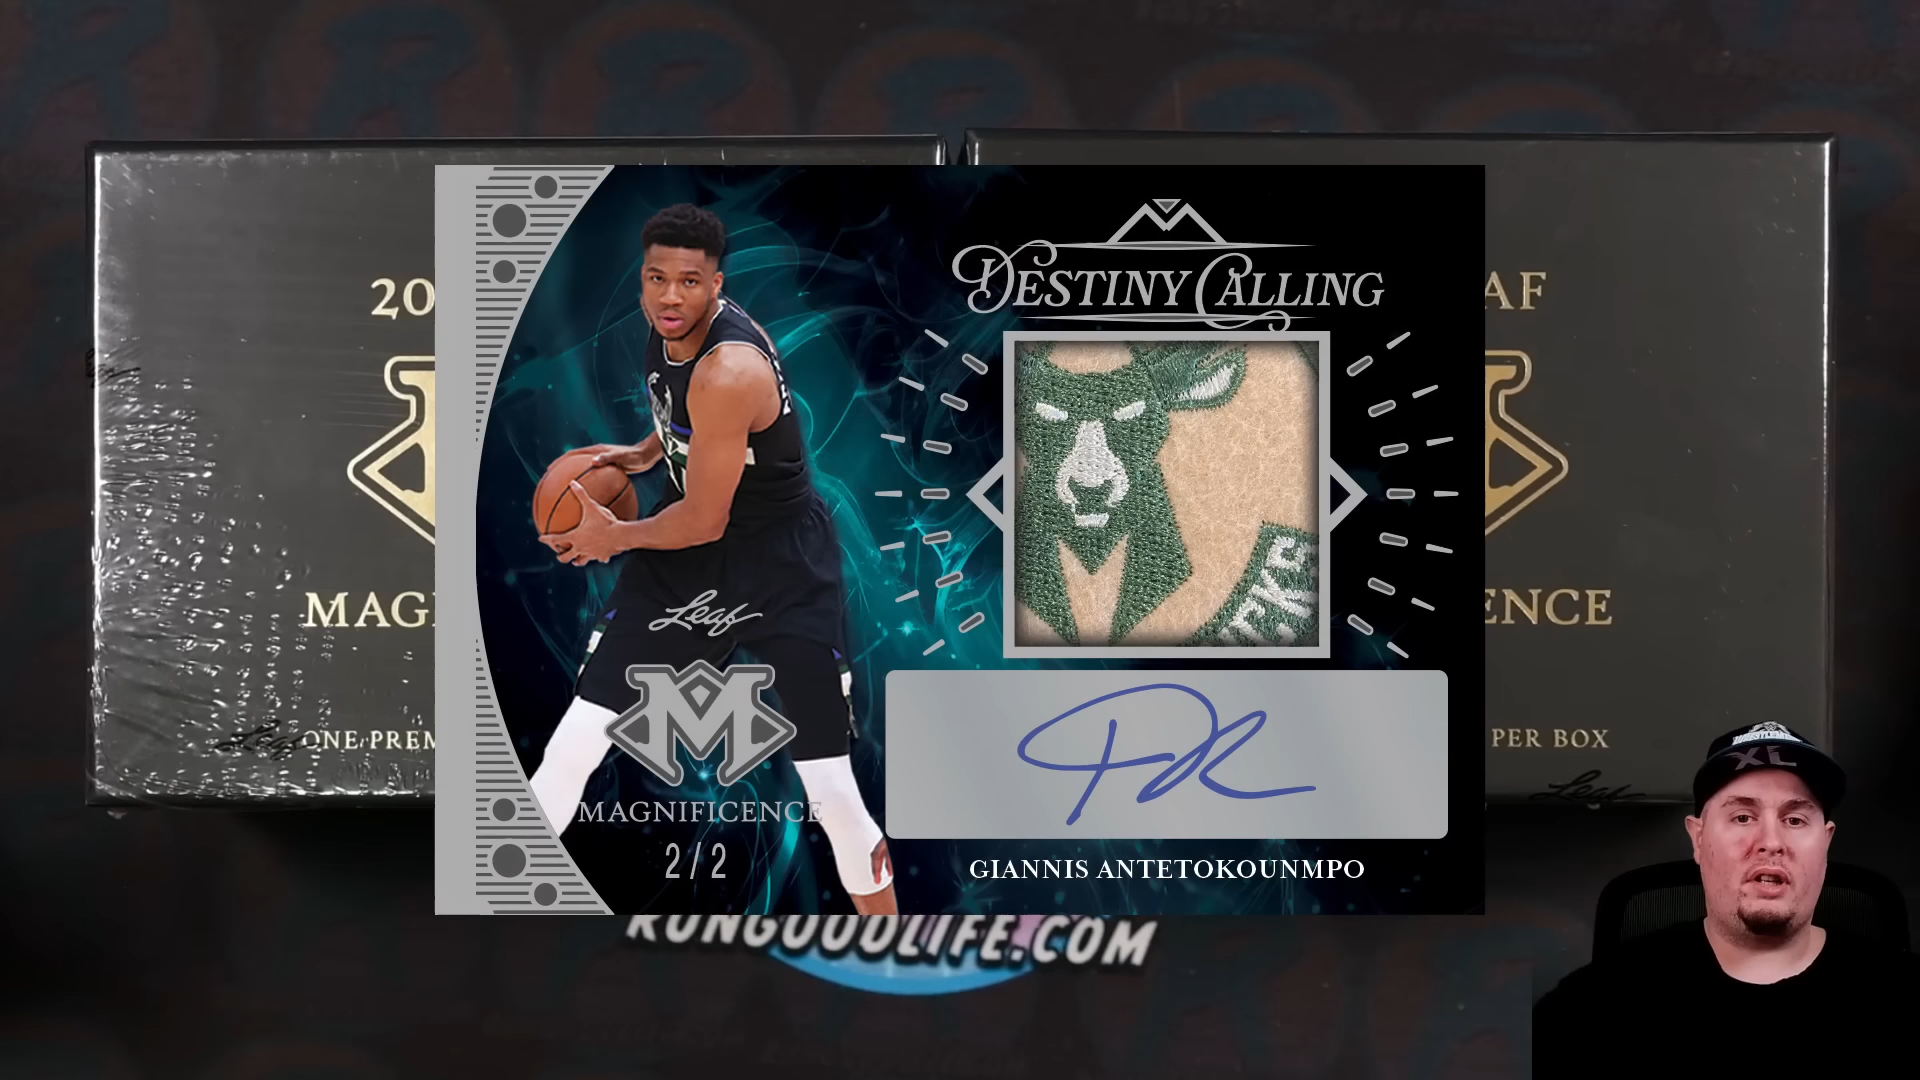 20
AF
DESTINY CALLING
MAG
ENCE
Leaf
M
MAGNIFICENCE
2/2
ONE PREM
PER BOX
GIANNIS ANTETOKOUNMPO
RUNGOODLIFE.COM
XL